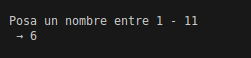 Posa un nombre entre 1 - 11
→ 6